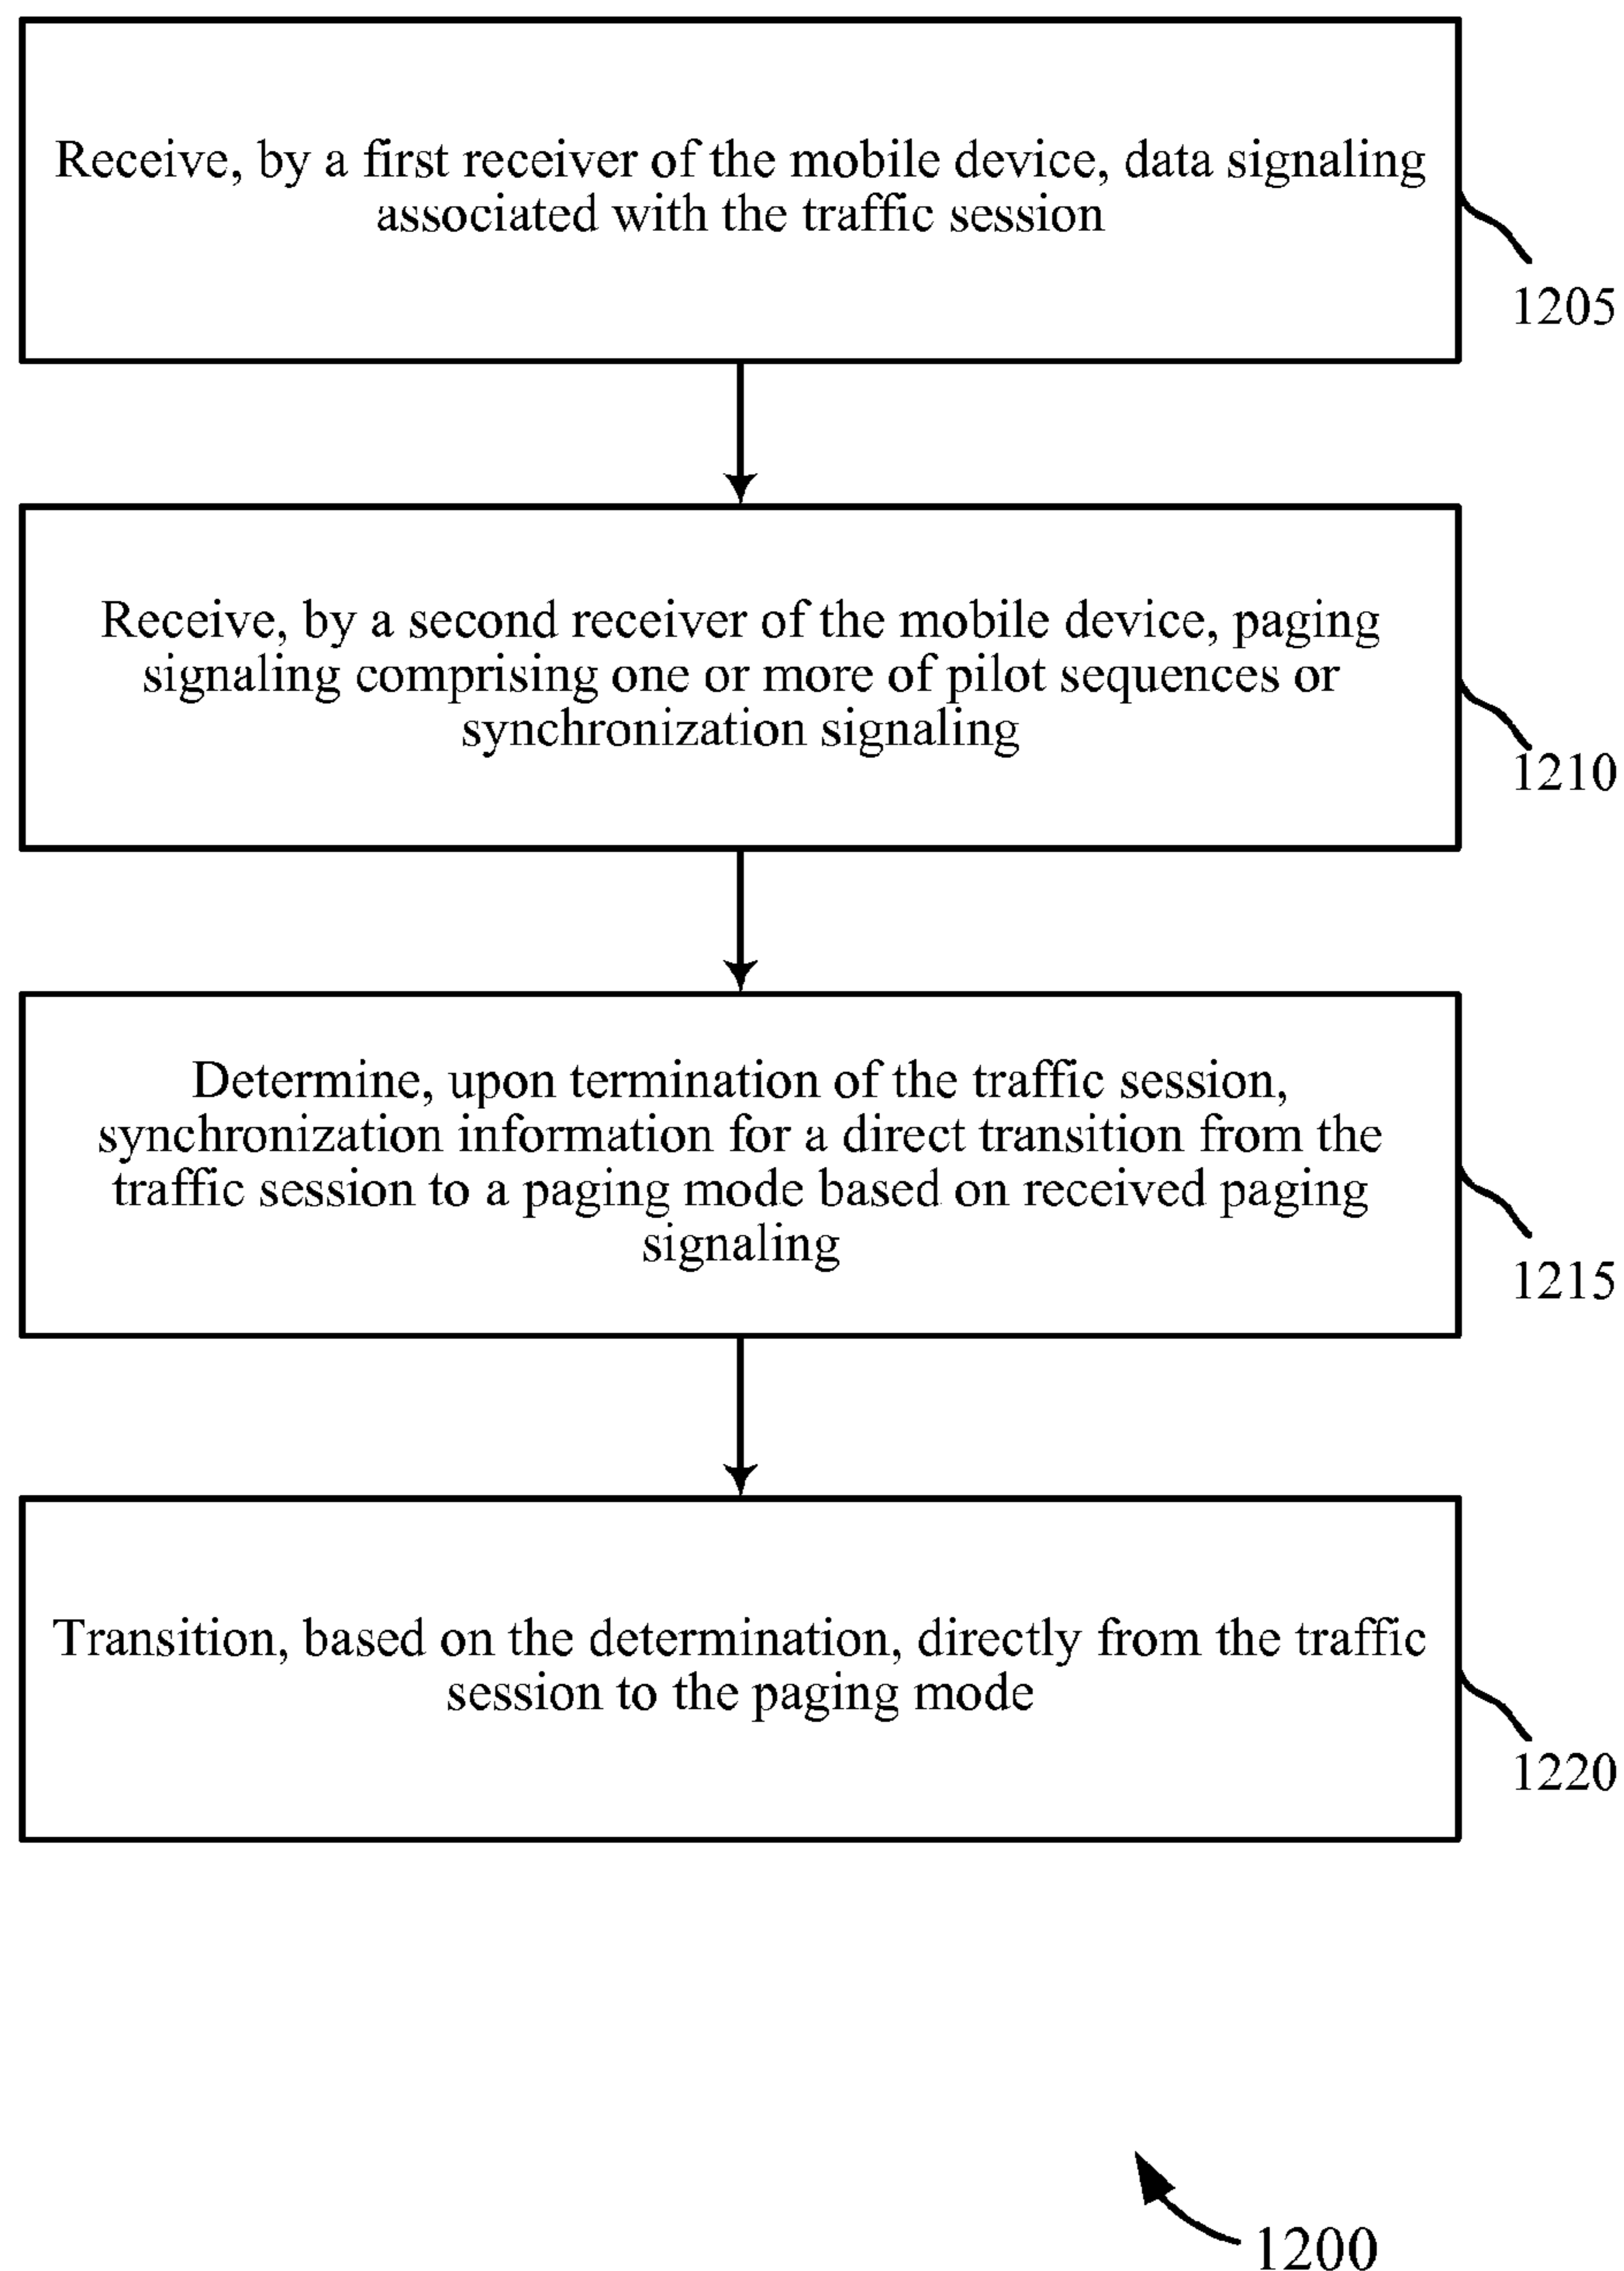 Receive, by a first receiver of the mobile device, data signaling
associated with the traffic session
1205
Receive, by a second receiver of the mobile device, paging
signaling comprising one or more of pilot sequences or
synchronization signaling
1210
Determine, upon termination of the traffic session,
synchronization information for a direct transition from the
traffic session to a paging mode based on received paging
signaling
1215
Transition, based on the determination, directly from the traffic
session to the paging mode
1220
1200